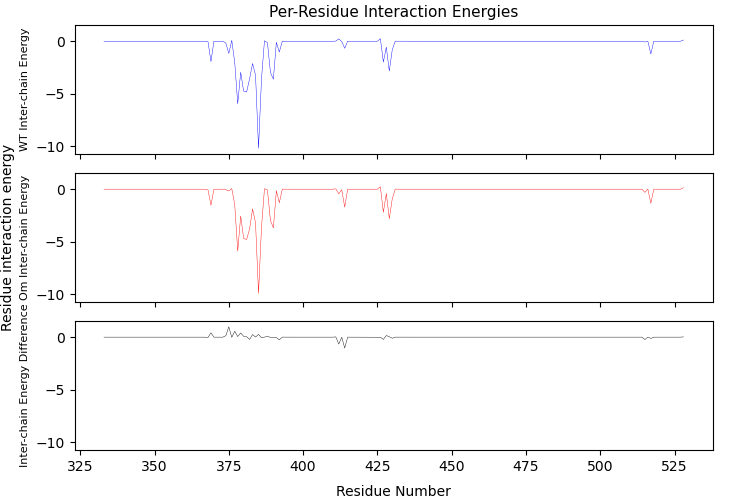 Per-Residue Interaction Energies
Residue interaction energy
WT Inter-chain Energy
0
−5
−10
Om Inter-chain Energy
0
−5
−10
Inter-chain Energy Difference
0
−5
−10
325 350 375 400 425 450 475 500 525
Residue Number